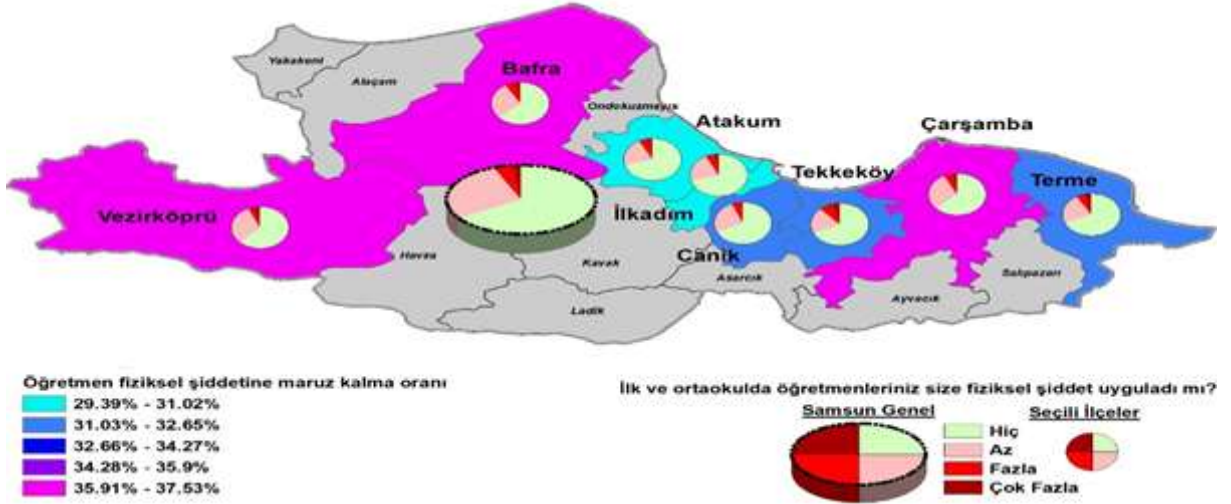 Yakakent
Alaçam
Bafra
Ondokuzmayıs
Atakum
Çarşamba
Tekkeköy
Terme
Vezirköprü
İlkadım
Canik
Havza
Kavak
Asarcık
Salıpazarı
Ayvacık
Ladik
Öğretmen fiziksel şiddetine maruz kalma oranı
29.39% - 31.02%
31.03% - 32.65%
32.66% - 34.27%
34.28% - 35.9%
35.91% - 37.53%
İlk ve ortaokulda öğretmenleriniz size fiziksel şiddet uyguladı mı?
Samsun Genel
Seçili İlçeler
Hiç
Az
Fazla
Çok Fazla